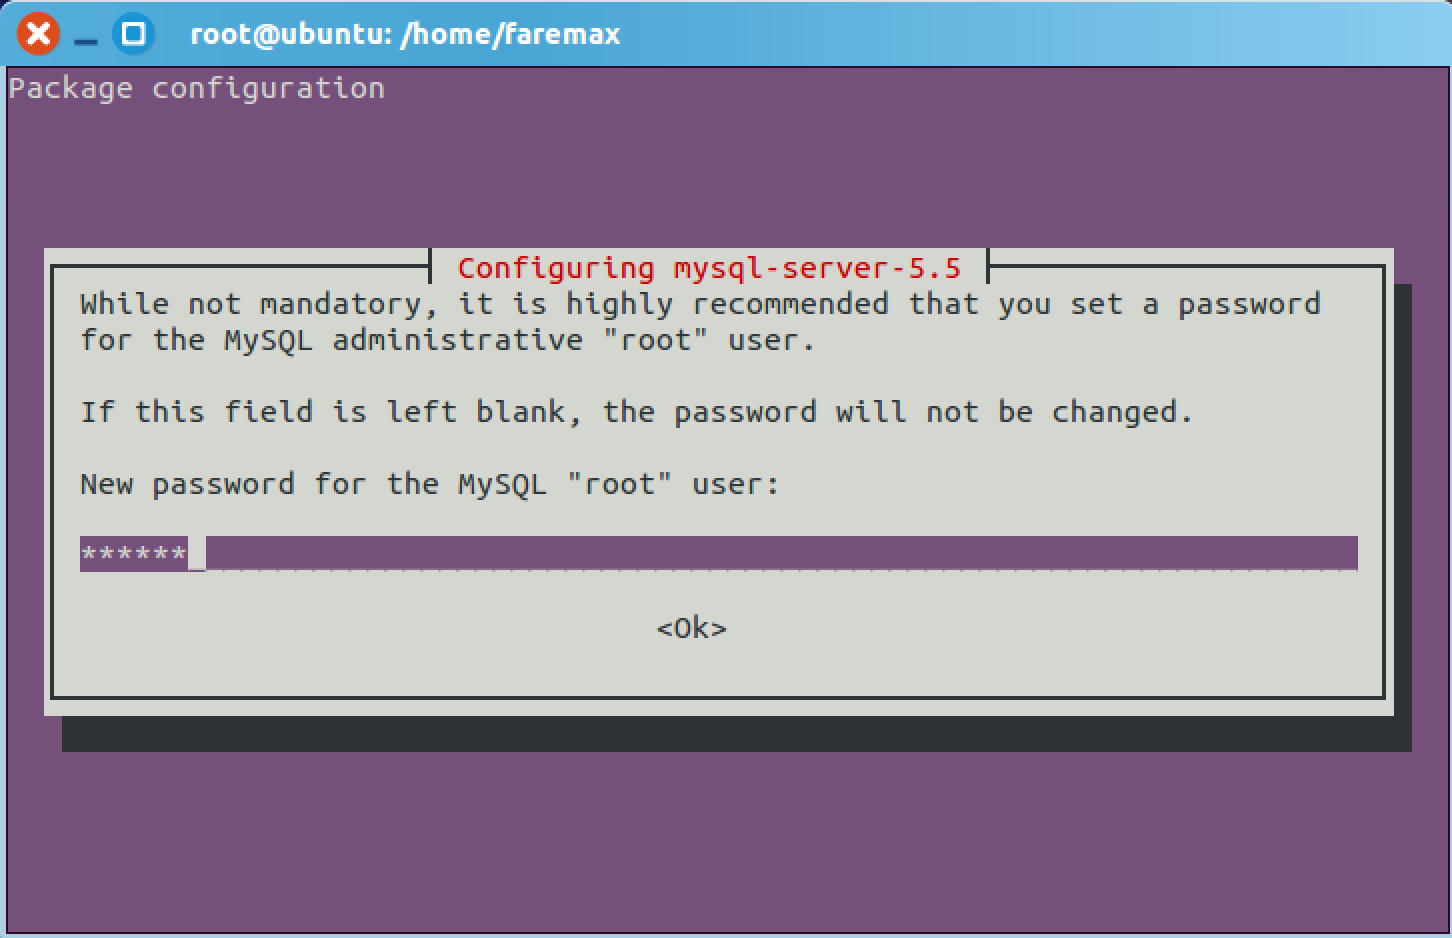 root@ubuntu: /home/faremax
Package configuration
Configuring mysql-server-5.5
While not mandatory, it is highly recommended that you set a password
for the MySQL administrative "root" user.
If this field is left blank, the password will not be changed.
New password for the MySQL "root" user:
******
<Ok>